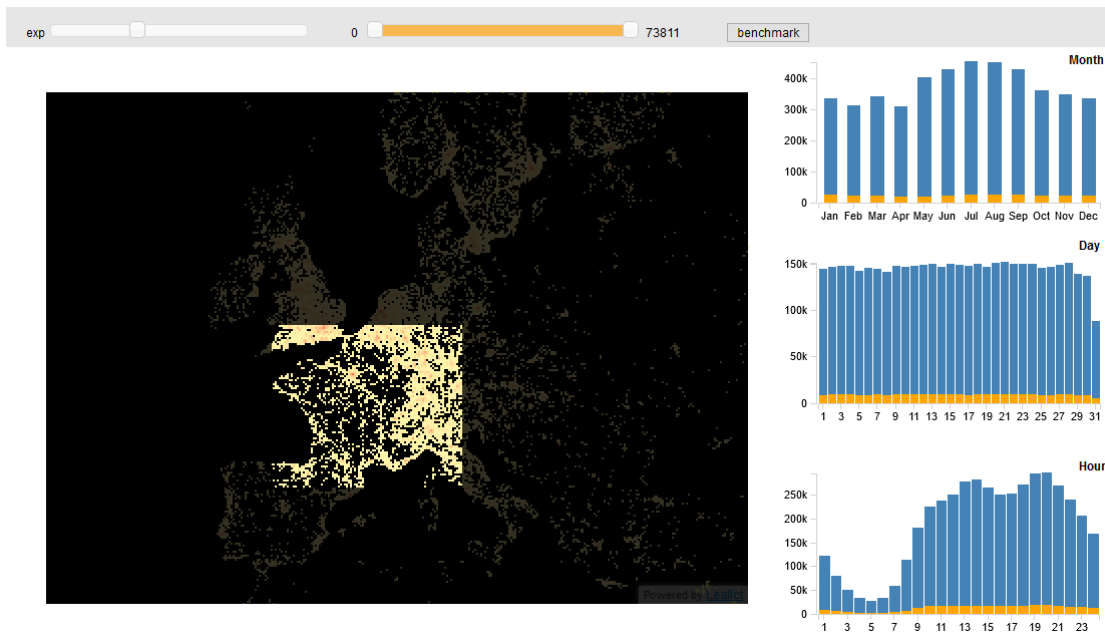 exp 0 73811 benchmark
Month
400k
300k
200k
100k
0
Jan Feb Mar Apr May Jun Jul Aug Sep Oct Nov Dec
Day
150k
100k
50k
0
1 3 5 7 9 11 13 15 17 19 21 23 25 27 29 31
Hour
250k
200k
150k
100k
50k
0
1 3 5 7 9 11 13 15 17 19 21 23
Powered by Leaflet